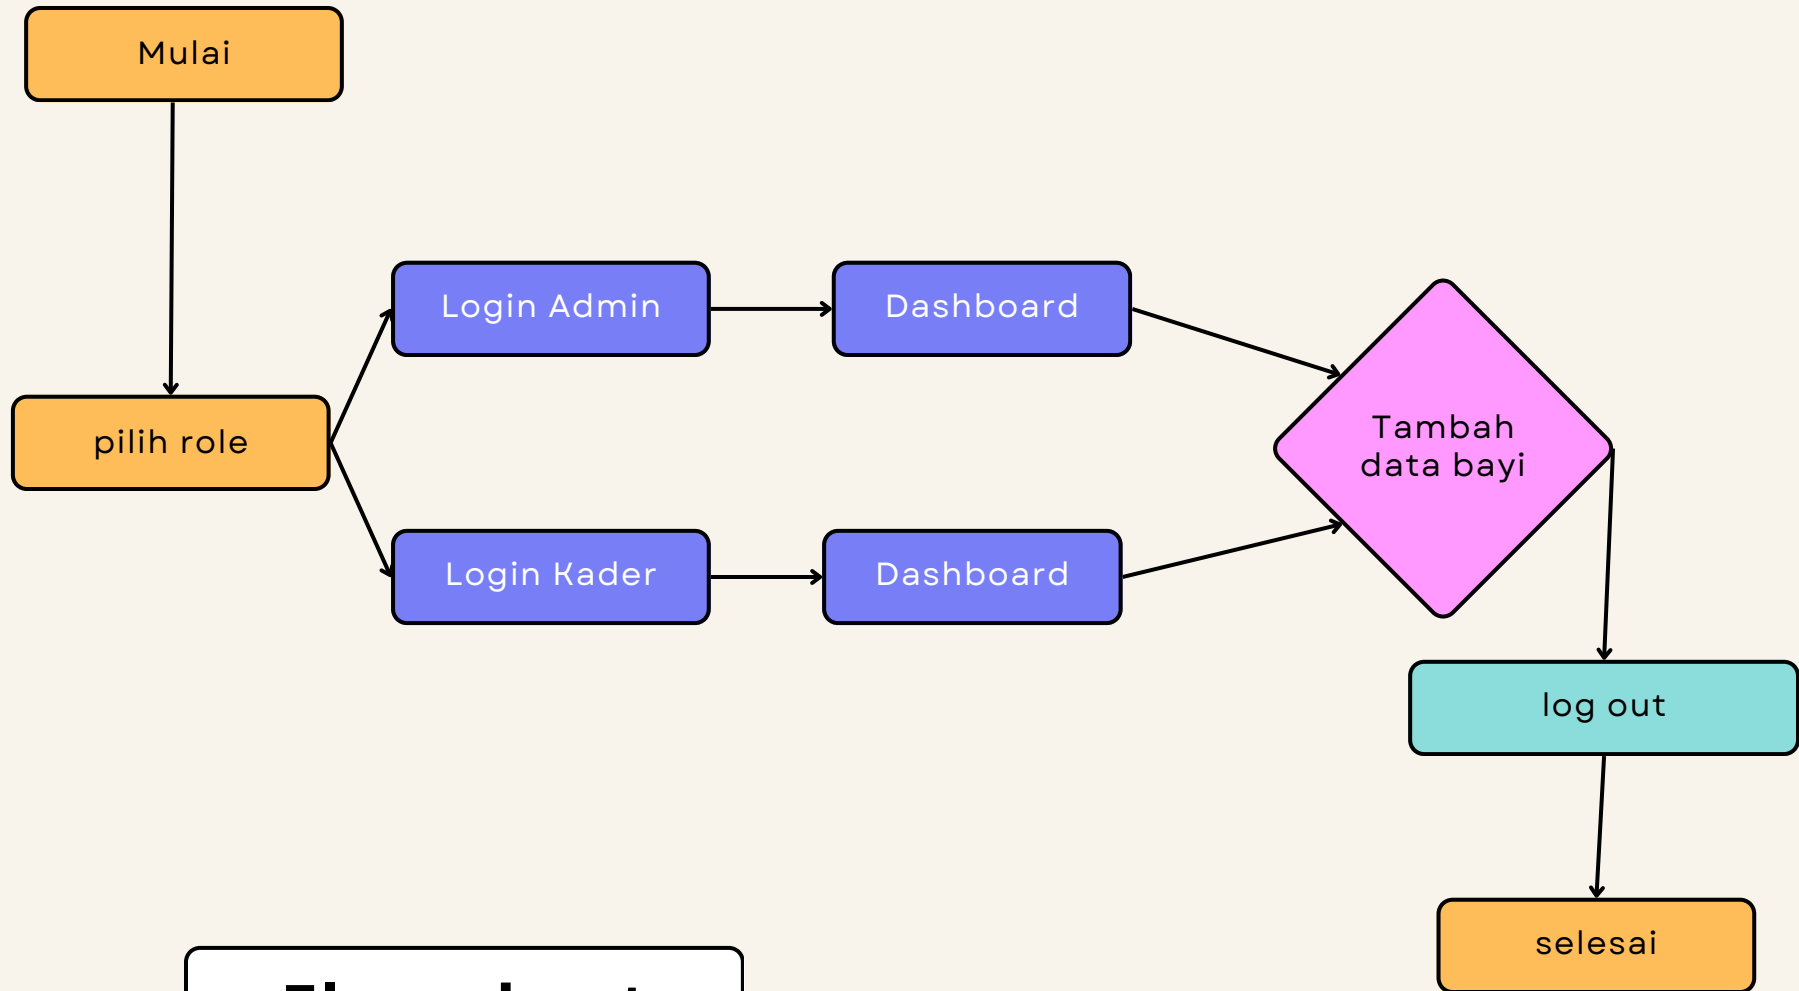 Mulai
Login Admin
Dashboard
Tambah
data bayi
pilih role
Login Kader
Dashboard
log out
selesai